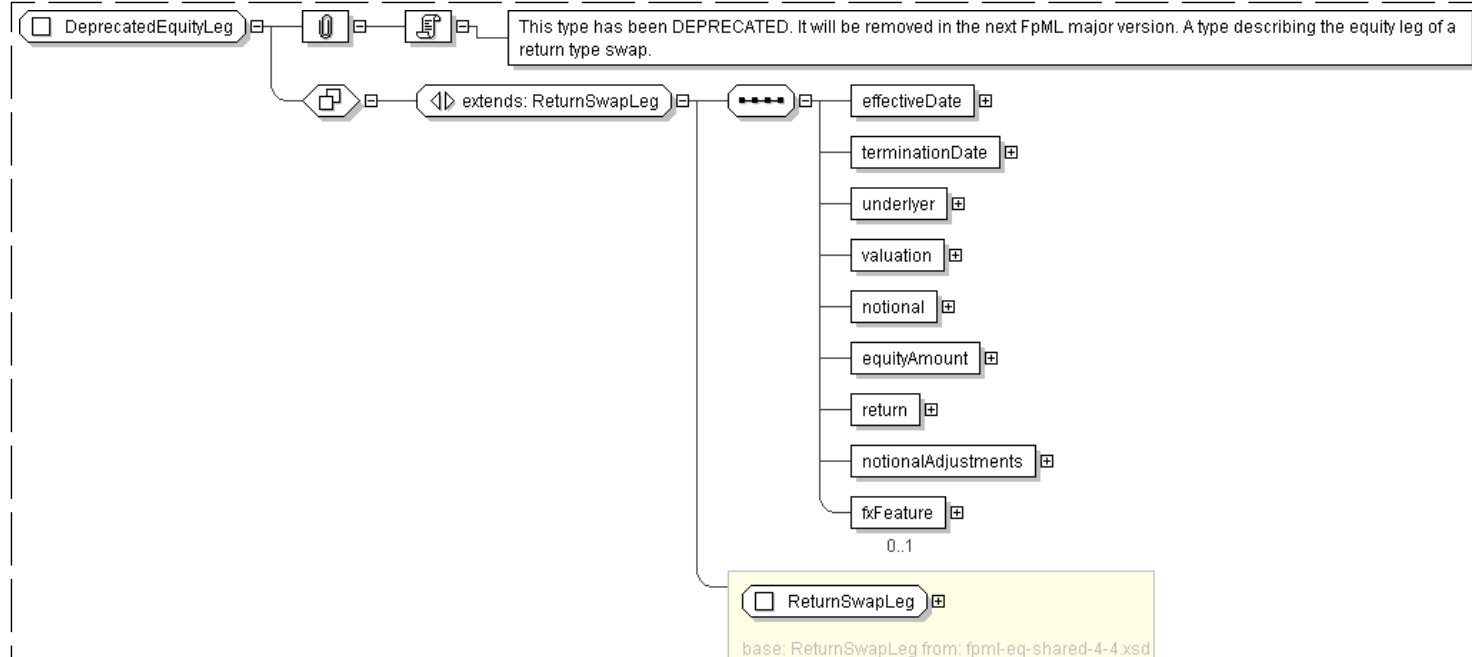 DeprecatedEquityLeg
This type has been DEPRECATED. It will be removed in the next FpML major version. A type describing the equity leg of a
return type swap.
extends: ReturnSwapLeg
effectiveDate
terminationDate
underlyer
valuation
notional
equityAmount
return
notionalAdjustments
fxFeature
0..1
ReturnSwapLeg
base: ReturnSwapLeg from: fpml-eq-shared-4-4.xsd